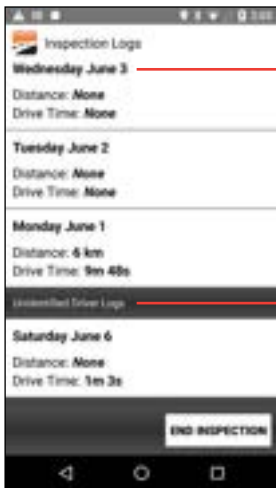 Inspection Logs
Wednesday June 3
Distance: None
Drive Time: None
Tuesday June 2
Distance: None
Drive Time: None
Monday June 1
Distance: 6 km
Drive Time: 9m 48s
Unidentified Driver Logs
Saturday June 6
Distance: None
Drive Time: 1m 3s
END INSPECTION